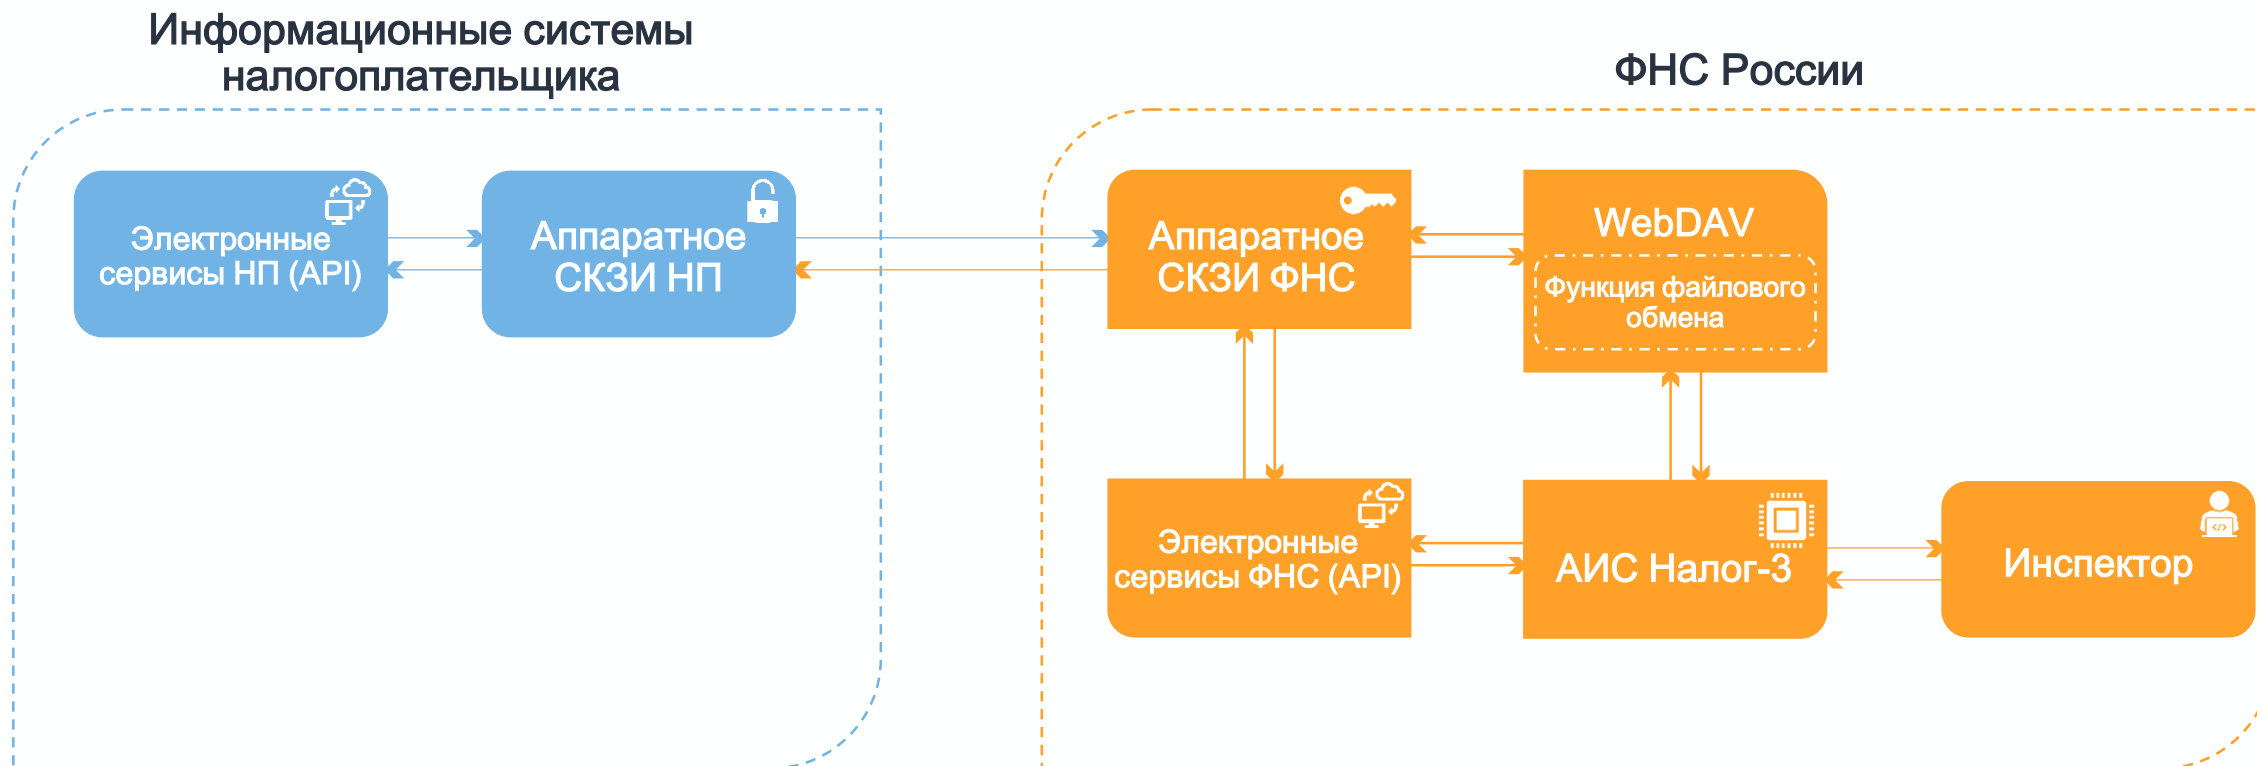 Информационные системы
налогоплательщика
ФНС России
Электронные
сервисы НП (API)
Аппаратное
СКЗИ НП
Аппаратное
СКЗИ ФНС
WebDAV
Функция файлового
обмена
Электронные
сервисы ФНС (API)
АИС Налог-3
Инспектор